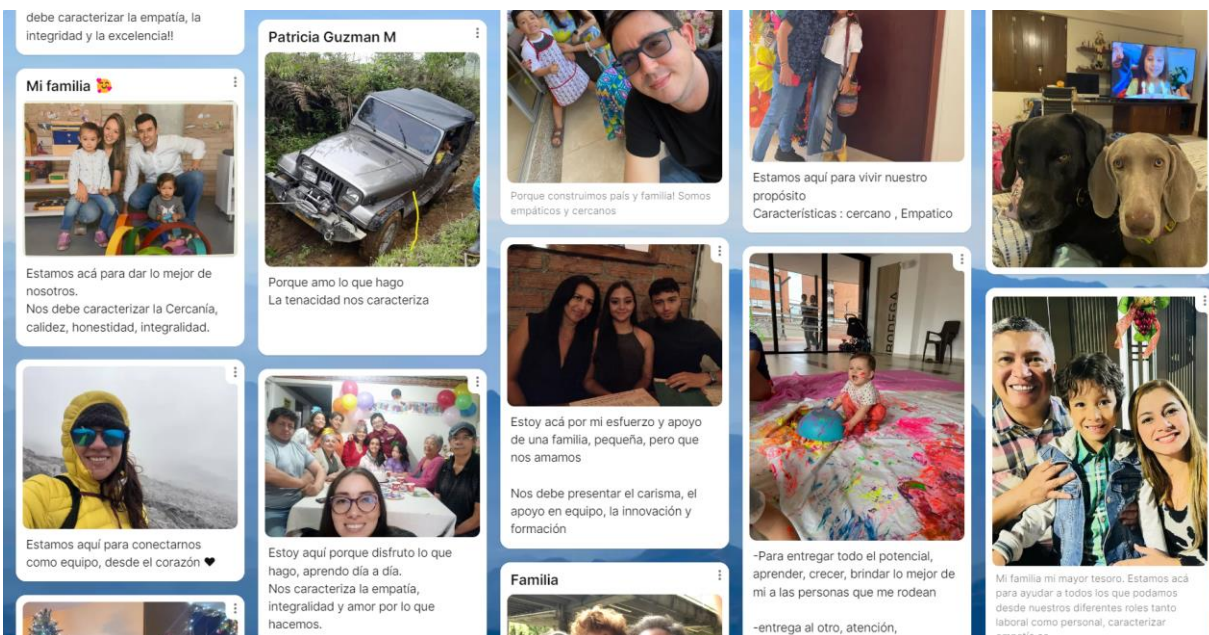 debe caracterizar la empatía, la
integridad y la excelencia!!
Mi familia 🥰
Estamos acá para dar lo mejor de
nosotros.
Nos debe caracterizar la Cercanía,
calidez, honestidad, integralidad.
Estamos aquí para conectarnos
como equipo, desde el corazón ♥
Patricia Guzman M
Porque amo lo que hago
La tenacidad nos caracteriza
Estoy aquí porque disfruto lo que
hago, aprendo día a día.
Nos caracteriza la empatía,
integralidad y amor por lo que
hacemos.
Porque construimos país y familia! Somos
empáticos y cercanos
Estoy acá por mi esfuerzo y apoyo
de una familia, pequeña, pero que
nos amamos
Nos debe presentar el carisma, el
apoyo en equipo, la innovación y
formación
Familia
Estamos aquí para vivir nuestro
propósito
Características : cercano , Empatico
BODEGA
-Para entregar todo el potencial,
aprender, crecer, brindar lo mejor de
mi a las personas que me rodean
-entrega al otro, atención,
Mi familia mi mayor tesoro. Estamos acá
para ayudar a todos los que podamos
desde nuestros diferentes roles tanto
laboral como personal, caracterizar